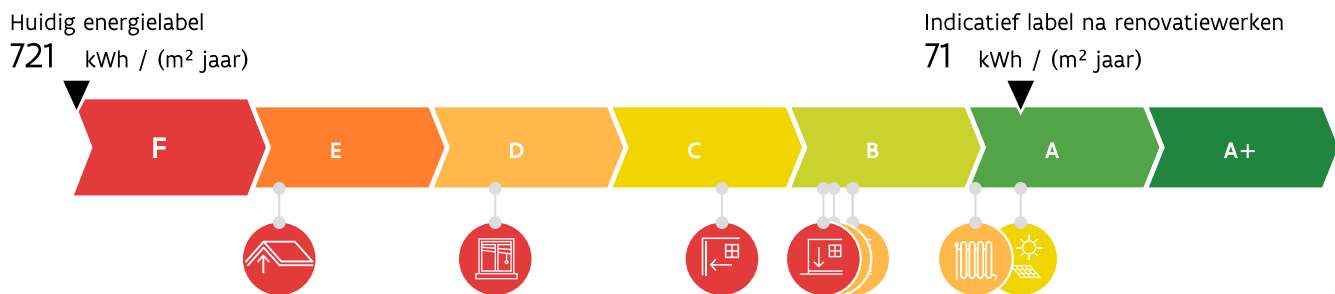 Huidig energielabel
721 kWh / (m² jaar)
Indicatief label na renovatiewerken
71 kWh / (m² jaar)
F E D C B A A+